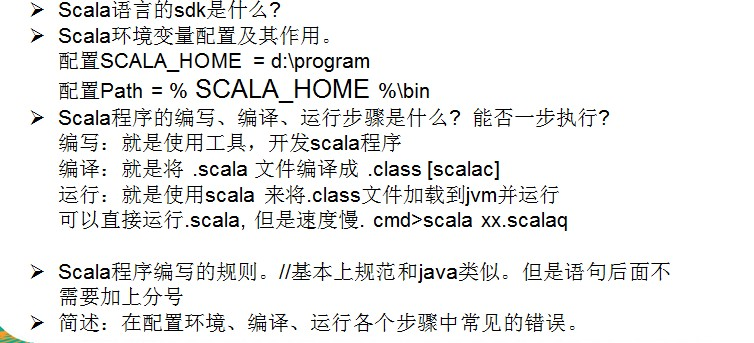 ➤ Scala语言的sdk是什么?
➤ Scala环境变量配置及其作用。
配置SCALA_HOME = d:\program
配置Path = % SCALA_HOME %\bin
➤ Scala程序的编写、编译、运行步骤是什么? 能否一步执行?
编写：就是使用工具，开发scala程序
编译：就是将 .scala 文件编译成 .class [scalac]
运行：就是使用scala 来将.class文件加载到jvm并运行
可以直接运行.scala, 但是速度慢. cmd>scala xx.scalaq
➤ Scala程序编写的规则。//基本上规范和java类似。但是语句后面不
需要加上分号
➤ 简述：在配置环境、编译、运行各个步骤中常见的错误。